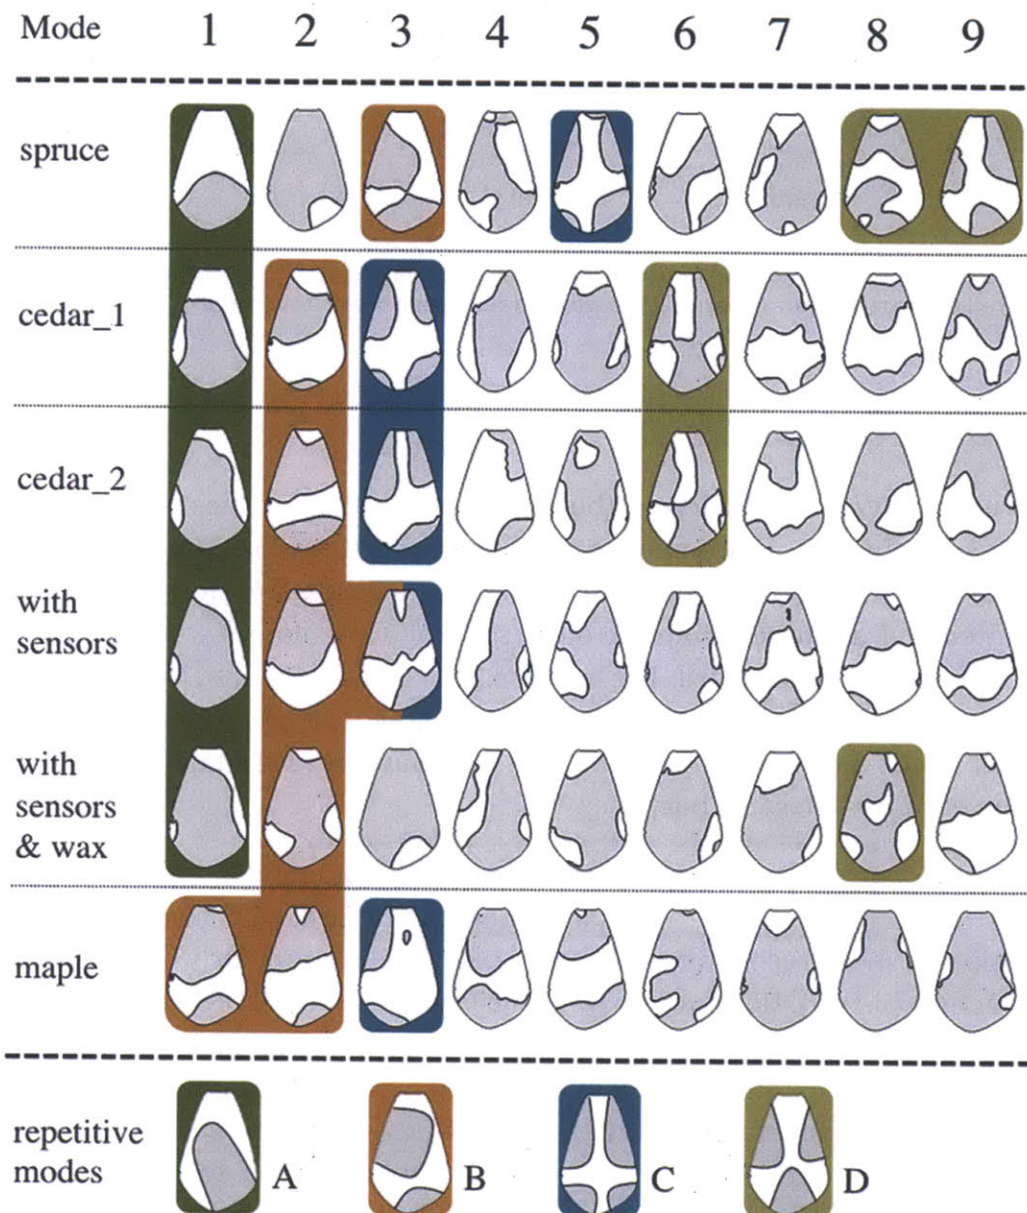 Mode 1 2 3 4 5 6 7 8 9
spruce
cedar_1
cedar_2
with
sensors
with
sensors
& wax
maple
repetitive
modes
A B C D